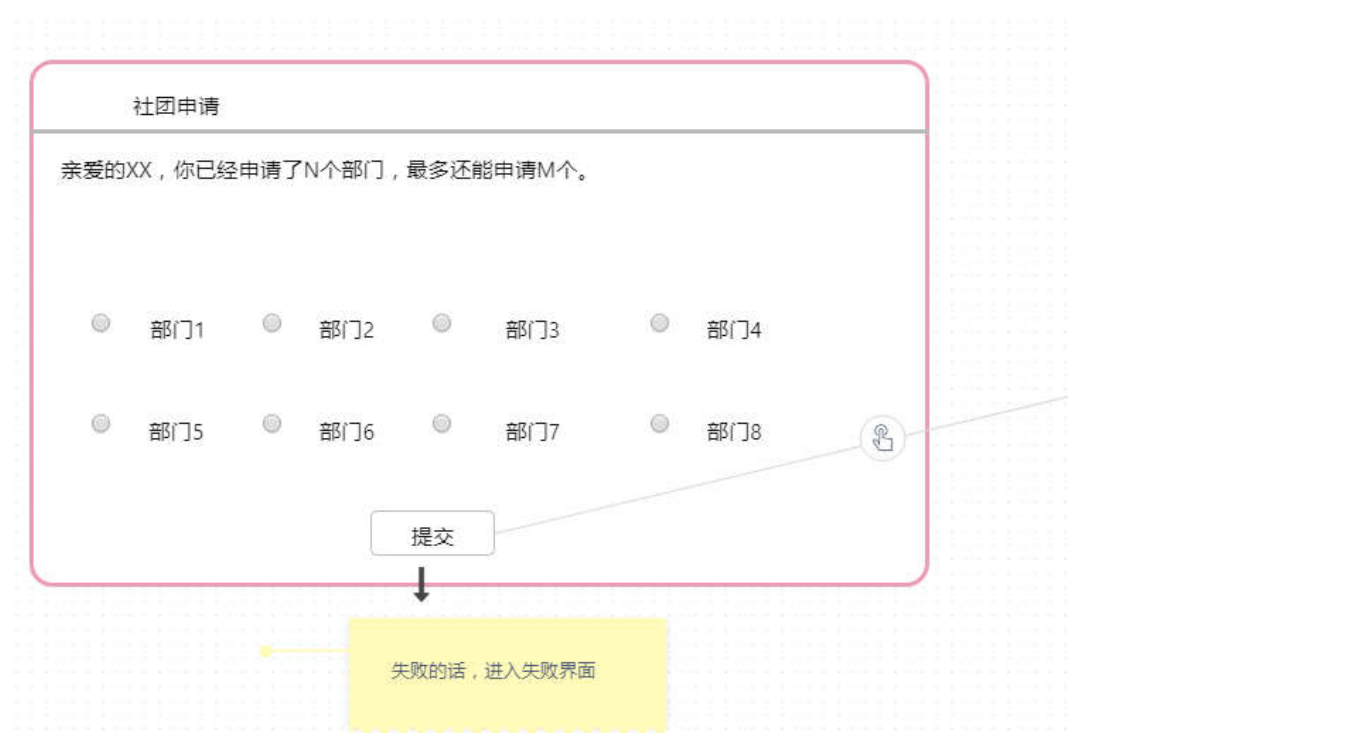 社团申请
亲爱的XX，你已经申请了N个部门，最多还能申请M个。
部门1 部门2 部门3 部门4
部门5 部门6 部门7 部门8
提交
失败的话，进入失败界面